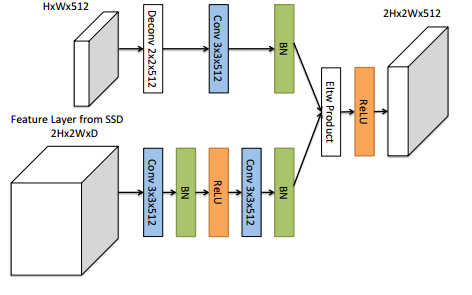 HxWx512
Deconv 2x2x512
Conv 3x3x512
BN
2Hx2Wx512
Eltw Product
ReLU
Feature Layer from SSD
2Hx2WxD
Conv 3x3x512
BN
ReLU
Conv 3x3x512
BN